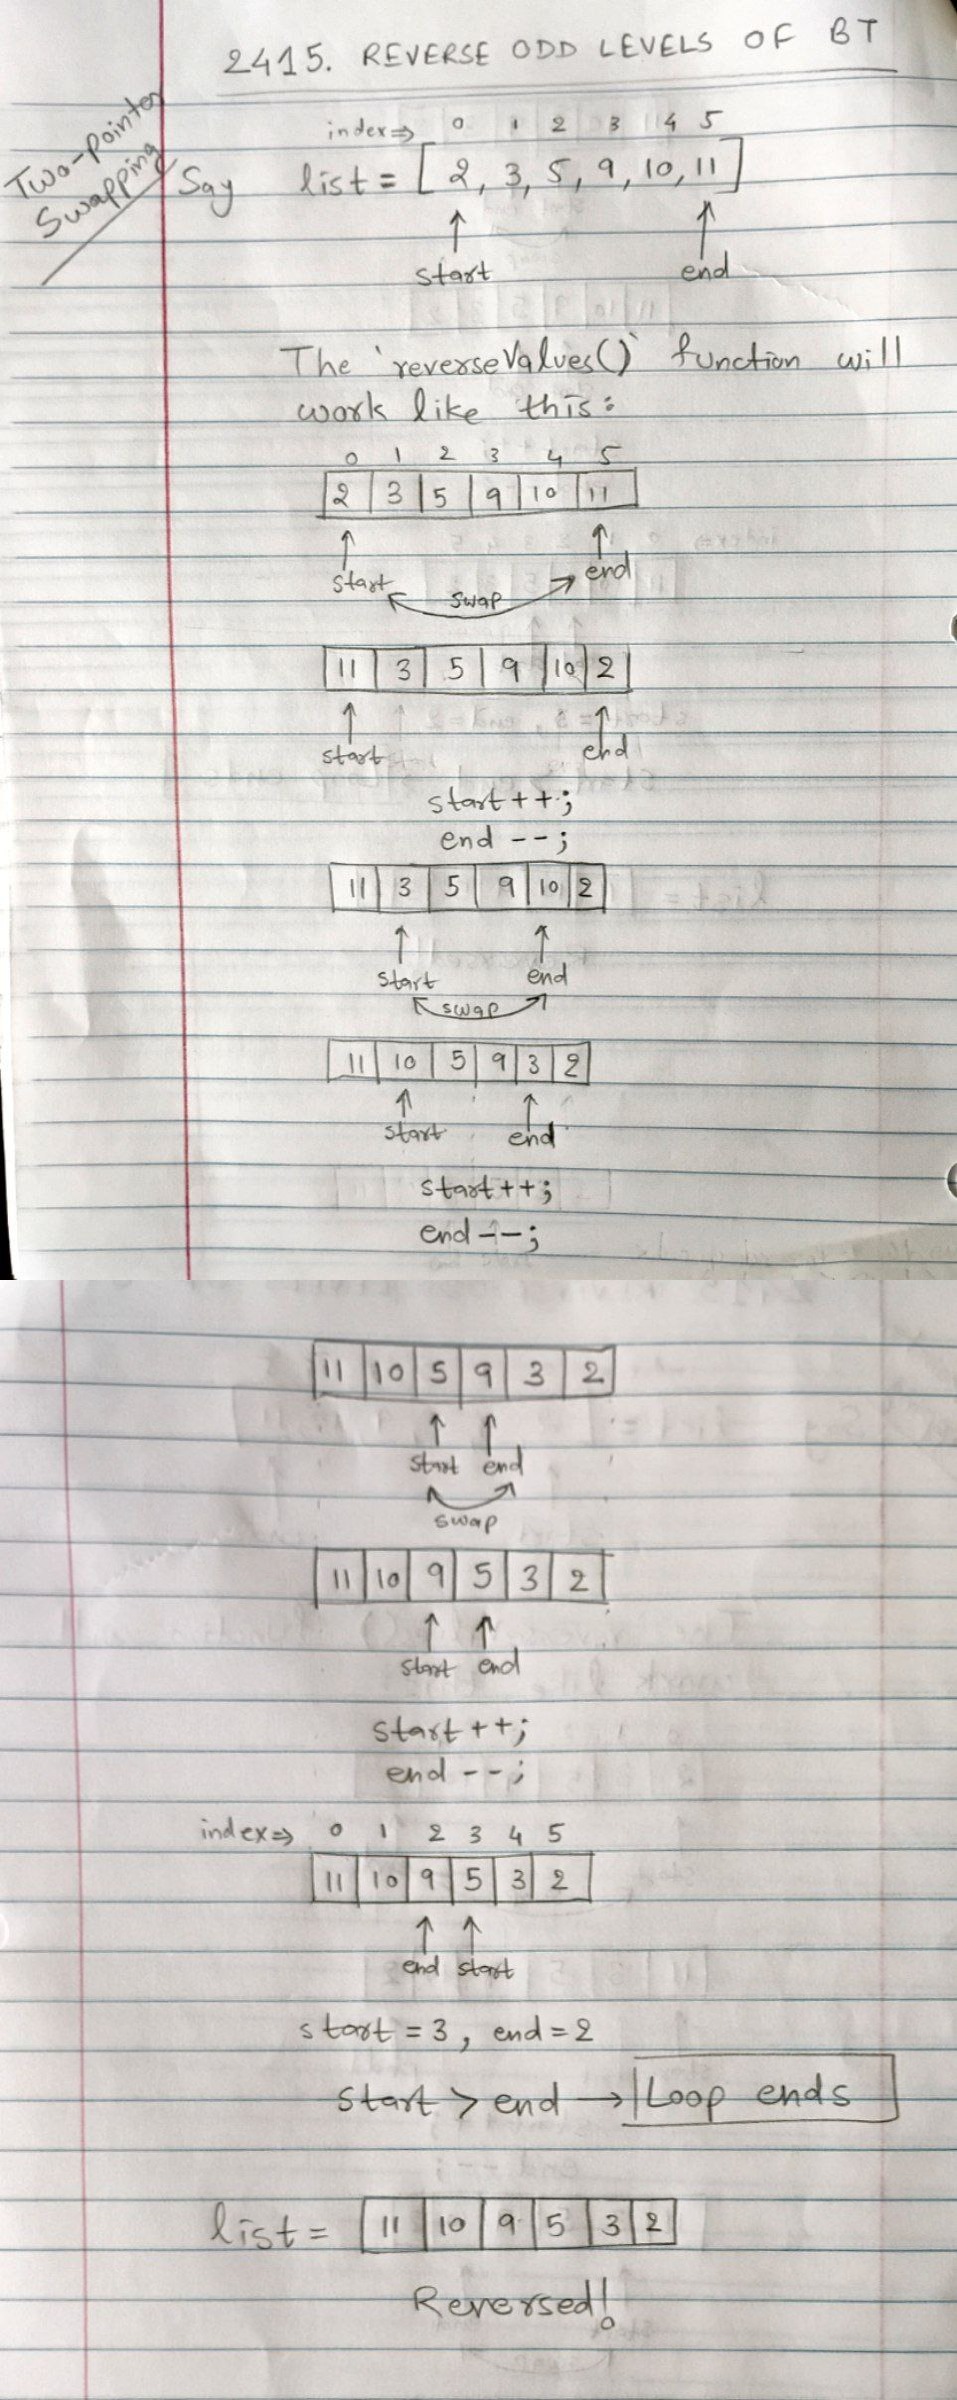 2415. REVERSE ODD LEVELS OF BT
Two-pointer
Swapping
index⇒ 0 1 2 3 4 5
Say list = [2, 3, 5, 9, 10, 11]
start end
The 'reverseValues()' function will
work like this:
0 1 2 3 4 5
2 3 5 9 10 11
start end
swap
11 3 5 9 10 2
start end
start++;
end--;
11 3 5 9 10 2
start end
swap
11 10 5 9 3 2
start end
start++;
end--;
11 10 5 9 3 2
start end
swap
11 10 9 5 3 2
start end
start++;
end--;
index⇒ 0 1 2 3 4 5
11 10 9 5 3 2
end start
start = 3, end = 2
start > end → Loop ends
list = 11 10 9 5 3 2
Reversed!